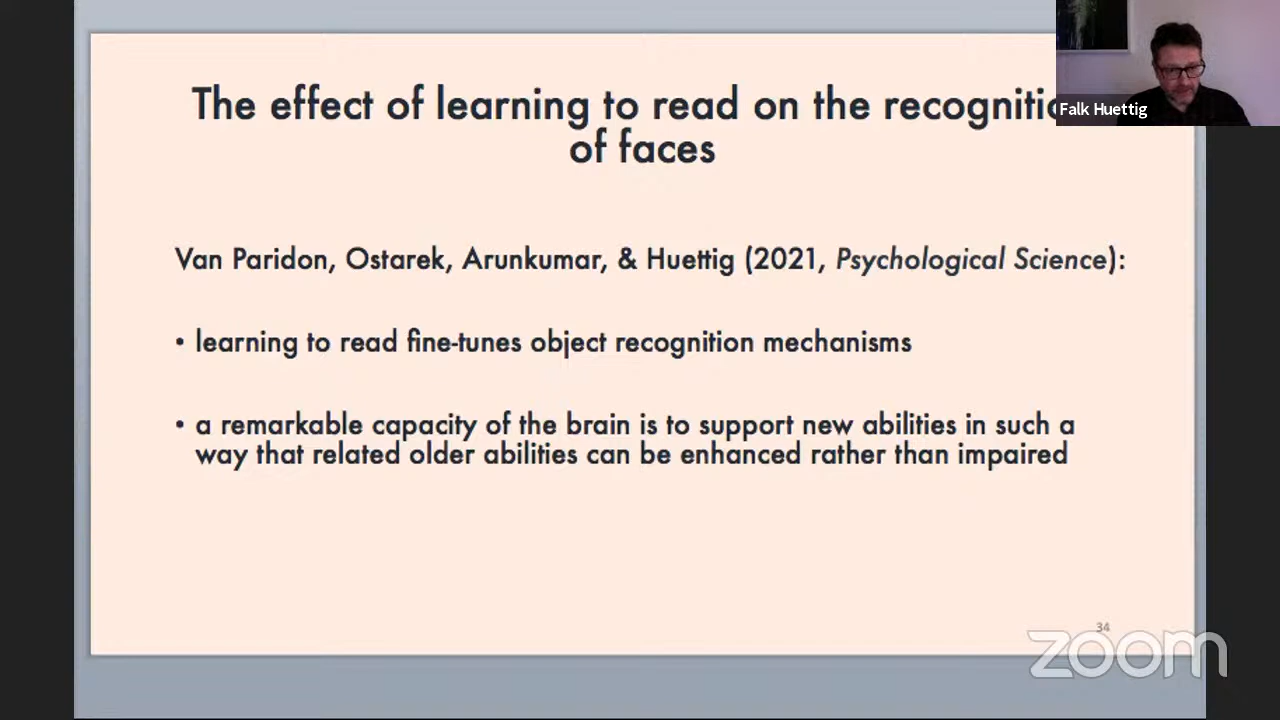 The effect of learning to read on the recognitio
of faces
Falk Huettig
Van Paridon, Ostarek, Arunkumar, & Huettig (2021, Psychological Science):
• learning to read fine-tunes object recognition mechanisms
• a remarkable capacity of the brain is to support new abilities in such a
way that related older abilities can be enhanced rather than impaired
34
zoom